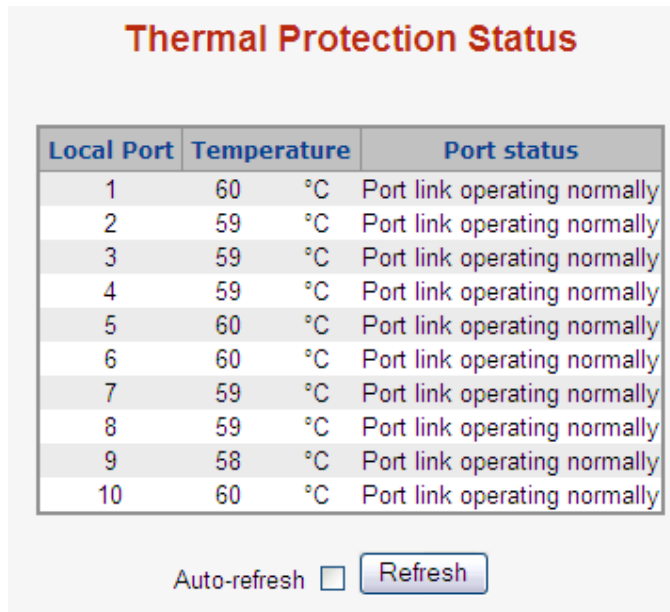 Thermal Protection Status
Local Port Temperature Port status
1 60 °C Port link operating normally
2 59 °C Port link operating normally
3 59 °C Port link operating normally
4 59 °C Port link operating normally
5 60 °C Port link operating normally
6 60 °C Port link operating normally
7 59 °C Port link operating normally
8 59 °C Port link operating normally
9 58 °C Port link operating normally
10 60 °C Port link operating normally
Auto-refresh Refresh